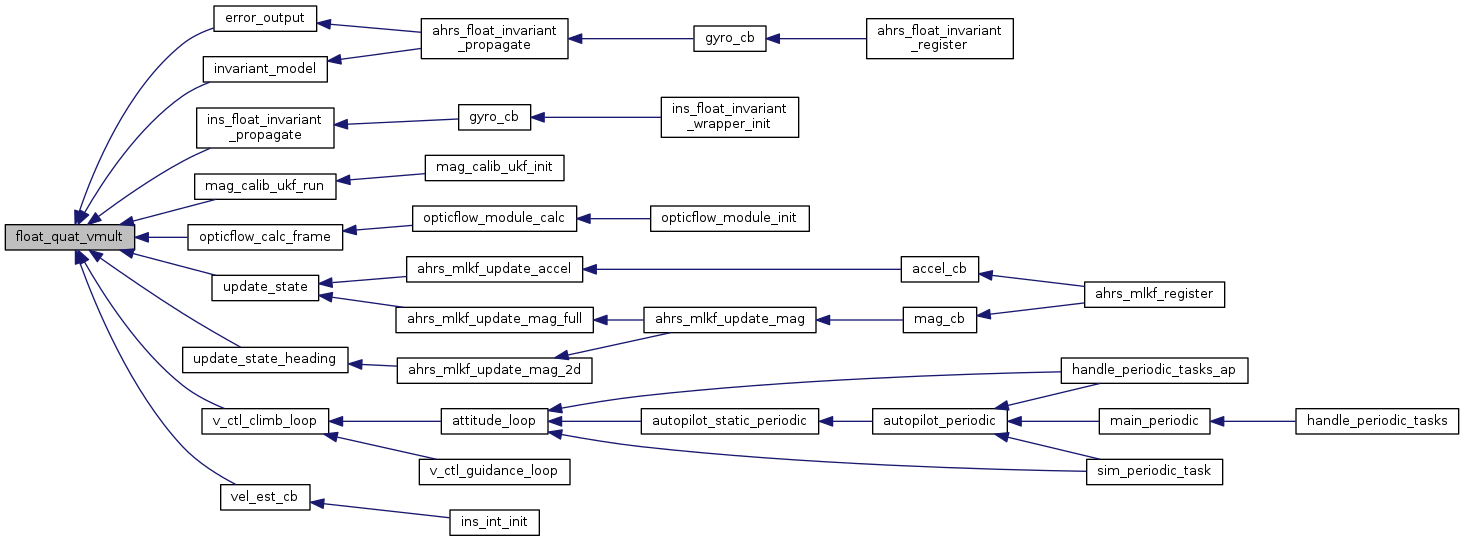 error_output
ahrs_float_invariant
_propagate
gyro_cb
ahrs_float_invariant
_register
invariant_model
ins_float_invariant
_propagate
gyro_cb
ins_float_invariant
_wrapper_init
mag_calib_ukf_run
mag_calib_ukf_init
float_quat_vmult
opticflow_calc_frame
opticflow_module_calc
opticflow_module_init
update_state
ahrs_mlkf_update_accel
accel_cb
ahrs_mlkf_register
ahrs_mlkf_update_mag_full
ahrs_mlkf_update_mag
mag_cb
update_state_heading
ahrs_mlkf_update_mag_2d
handle_periodic_tasks_ap
v_ctl_climb_loop
attitude_loop
autopilot_static_periodic
autopilot_periodic
main_periodic
handle_periodic_tasks
v_ctl_guidance_loop
sim_periodic_task
vel_est_cb
ins_int_init